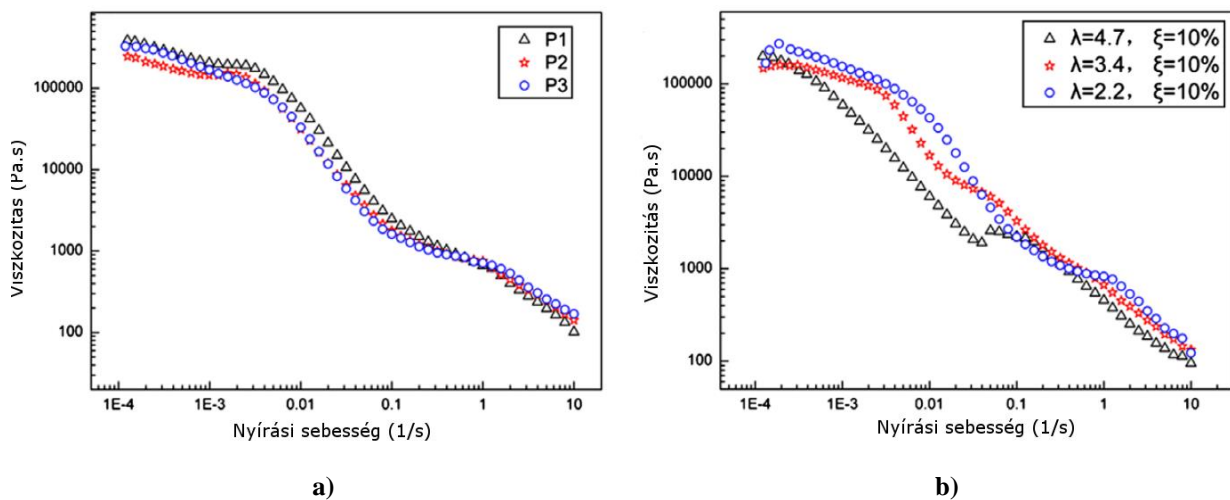 Viszkozitás (Pa.s)
100000
10000
1000
100
1E-4 1E-3 0.01 0.1 1 10
Nyírási sebesség (1/s)
P1
P2
P3
a)
Viszkozitás (Pa.s)
100000
10000
1000
100
1E-4 1E-3 0.01 0.1 1 10
Nyírási sebesség (1/s)
λ=4.7, ξ=10%
λ=3.4, ξ=10%
λ=2.2, ξ=10%
b)